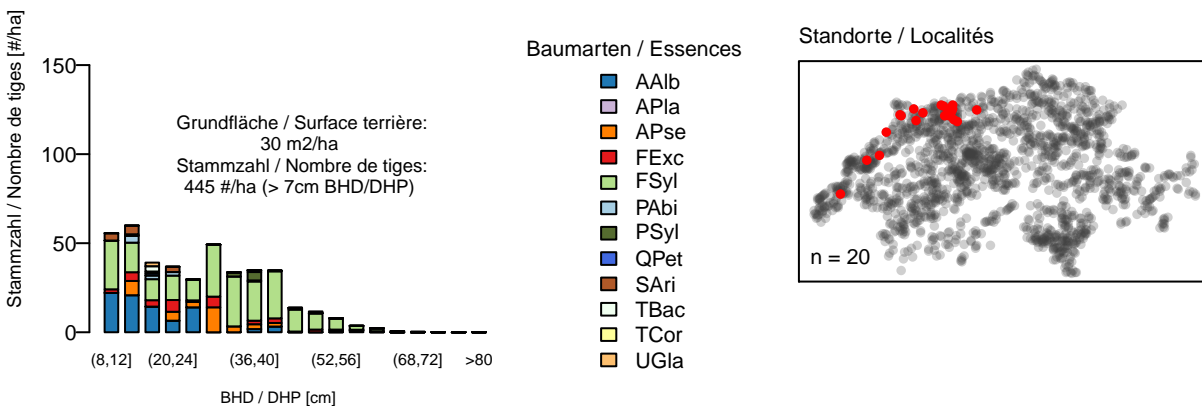 Stammzahl / Nombre de tiges [#/ha]
150
100
50
0
Grundfläche / Surface terrière:
30 m2/ha
Stammzahl / Nombre de tiges:
445 #/ha (> 7cm BHD/DHP)
(8,12]
(20,24]
(36,40]
(52,56]
(68,72]
>80
BHD / DHP [cm]
Baumarten / Essences
AAlb
APla
APse
FExc
FSyl
PAbi
PSyl
QPet
SAri
TBac
TCor
UGla
Standorte / Localités
n = 20